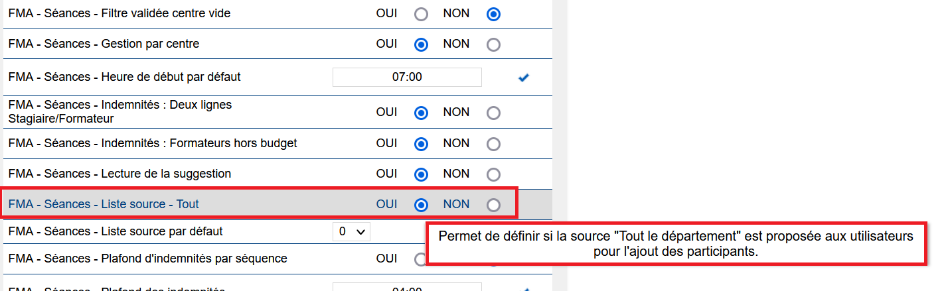 FMA - Séances - Filtre validée centre vide OUI NON
FMA - Séances - Gestion par centre OUI NON
FMA - Séances - Heure de début par défaut 07:00
FMA - Séances - Indemnités : Deux lignes
Stagiaire/Formateur OUI NON
FMA - Séances - Indemnités : Formateurs hors budget OUI NON
FMA - Séances - Lecture de la suggestion OUI NON
FMA - Séances - Liste source - Tout OUI NON
FMA - Séances - Liste source par défaut 0
Permet de définir si la source "Tout le département" est proposée aux utilisateurs
pour l'ajout des participants.
FMA - Séances - Plafond d'indemnités par séquence OUI
FMA - Séances - Plafond des indemnités 04:00